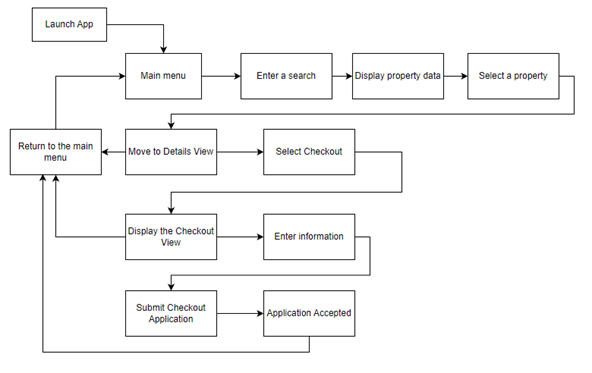 Launch App
Main menu
Enter a search
Display property data
Select a property
Return to the main
menu
Move to Details View
Select Checkout
Display the Checkout
View
Enter information
Submit Checkout
Application
Application Accepted